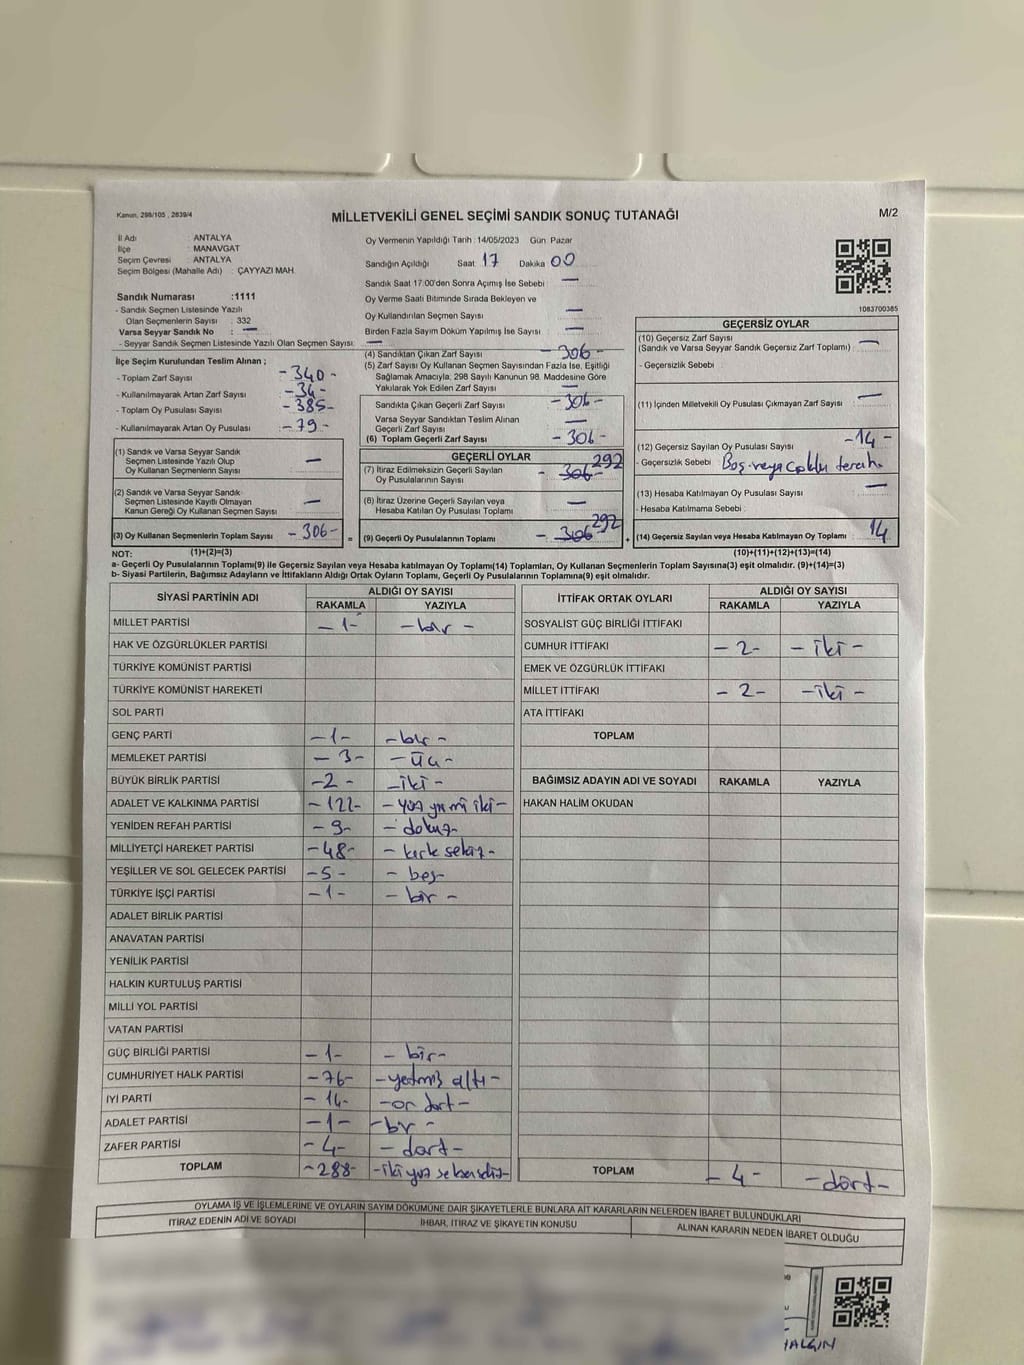 Kanun, 298/105 , 2839/4
MİLLETVEKİLİ GENEL SEÇİMİ SANDIK SONUÇ TUTANAĞI
M/2
İl Adı : ANTALYA
İlçe : MANAVGAT
Seçim Çevresi : ANTALYA
Seçim Bölgesi (Mahalle Adı) : ÇAYYAZI MAH.
Oy Vermenin Yapıldığı Tarih : 14/05/2023 Gün Pazar
Sandığın Açıldığı Saat : 17 Dakika 00
Sandık Saat 17:00'den Sonra Açımış İse Sebebi : —
Oy Verme Saati Bitiminde Sırada Bekleyen ve
Oy Kullandırılan Seçmen Sayısı : —
Birden Fazla Sayım Döküm Yapılmış İse Sayısı : —
1083700385
Sandık Numarası :1111
- Sandık Seçmen Listesinde Yazılı
Olan Seçmenlerin Sayısı : 332
Varsa Seyyar Sandık No : —
- Seyyar Sandık Seçmen Listesinde Yazılı Olan Seçmen Sayısı: —
İlçe Seçim Kurulundan Teslim Alınan ;
- Toplam Zarf Sayısı - 340 -
- Kullanılmayarak Artan Zarf Sayısı - 34 -
- Toplam Oy Pusulası Sayısı - 385 -
- Kullanılmayarak Artan Oy Pusulası - 79 -
(1) Sandık ve Varsa Seyyar Sandık
Seçmen Listesinde Yazılı Olup
Oy Kullanan Seçmenlerin Sayısı —
(2) Sandık ve Varsa Seyyar Sandık
Seçmen Listesinde Kayıtlı Olmayan
Kanun Gereği Oy Kullanan Seçmen Sayısı —
(3) Oy Kullanan Seçmenlerin Toplam Sayısı - 306 - =
(4) Sandıktan Çıkan Zarf Sayısı - 306 -
(5) Zarf Sayısı Oy Kullanan Seçmen Sayısından Fazla İse, Eşitliği
Sağlamak Amacıyla, 298 Sayılı Kanunun 98. Maddesine Göre
Yakılarak Yok Edilen Zarf Sayısı —
Sandıkta Çıkan Geçerli Zarf Sayısı - 306 -
Varsa Seyyar Sandıktan Teslim Alınan
Geçerli Zarf Sayısı —
(6) Toplam Geçerli Zarf Sayısı - 306 -
GEÇERLİ OYLAR
(7) İtiraz Edilmeksizin Geçerli Sayılan
Oy Pusulalarının Sayısı - 306 - 292
(8) İtiraz Üzerine Geçerli Sayılan veya
Hesaba Katılan Oy Pusulası Toplamı —
(9) Geçerli Oy Pusulalarının Toplamı - 306 - 292 +
GEÇERSİZ OYLAR
(10) Geçersiz Zarf Sayısı —
(Sandık ve Varsa Seyyar Sandık Geçersiz Zarf Toplamı)
- Geçersizlik Sebebi :
(11) İçinden Milletvekili Oy Pusulası Çıkmayan Zarf Sayısı —
(12) Geçersiz Sayılan Oy Pusulası Sayısı - 14 -
- Geçersizlik Sebebi : Boş veya çoklu tercih.
(13) Hesaba Katılmayan Oy Pusulası Sayısı —
- Hesaba Katılmama Sebebi :
(14) Geçersiz Sayılan veya Hesaba Katılmayan Oy Toplamı 14
NOT: (1)+(2)=(3) (10)+(11)+(12)+(13)=(14)
a- Geçerli Oy Pusulalarının Toplamı(9) ile Geçersiz Sayılan veya Hesaba katılmayan Oy Toplamı(14) Toplamları, Oy Kullanan Seçmenlerin Toplam Sayısına(3) eşit olmalıdır. (9)+(14)=(3)
b- Siyasi Partilerin, Bağımsız Adayların ve İttifakların Aldığı Ortak Oyların Toplamı, Geçerli Oy Pusulalarının Toplamına(9) eşit olmalıdır.
SİYASİ PARTİNİN ADI ALDIĞI OY SAYISI
RAKAMLA YAZIYLA
MİLLET PARTİSİ - 1 - - bir -
HAK VE ÖZGÜRLÜKLER PARTİSİ
TÜRKİYE KOMÜNİST PARTİSİ
TÜRKİYE KOMÜNİST HAREKETİ
SOL PARTİ
GENÇ PARTİ - 1 - - bir -
MEMLEKET PARTİSİ - 3 - - üç -
BÜYÜK BİRLİK PARTİSİ - 2 - - iki -
ADALET VE KALKINMA PARTİSİ - 122 - - yüz yirmi iki -
YENİDEN REFAH PARTİSİ - 9 - - dokuz -
MİLLİYETÇİ HAREKET PARTİSİ - 48 - - kırk sekiz -
YEŞİLLER VE SOL GELECEK PARTİSİ - 5 - - beş -
TÜRKİYE İŞÇİ PARTİSİ - 1 - - bir -
ADALET BİRLİK PARTİSİ
ANAVATAN PARTİSİ
YENİLİK PARTİSİ
HALKIN KURTULUŞ PARTİSİ
MİLLİ YOL PARTİSİ
VATAN PARTİSİ
GÜÇ BİRLİĞİ PARTİSİ - 1 - - bir -
CUMHURİYET HALK PARTİSİ - 76 - - yetmiş altı -
İYİ PARTİ - 14 - - on dört -
ADALET PARTİSİ - 1 - - bir -
ZAFER PARTİSİ - 4 - - dört -
TOPLAM - 288 - - iki yüz seksen sekiz -
İTTİFAK ORTAK OYLARI ALDIĞI OY SAYISI
RAKAMLA YAZIYLA
SOSYALİST GÜÇ BİRLİĞİ İTTİFAKI
CUMHUR İTTİFAKI - 2 - - iki -
EMEK VE ÖZGÜRLÜK İTTİFAKI
MİLLET İTTİFAKI - 2 - - iki -
ATA İTTİFAKI
TOPLAM
BAĞIMSIZ ADAYIN ADI VE SOYADI RAKAMLA YAZIYLA
HAKAN HALİM OKUDAN
TOPLAM - 4 - - dört -
OYLAMA İŞ VE İŞLEMLERİNE VE OYLARIN SAYIM DÖKÜMÜNE DAİR ŞİKAYETLERLE BUNLARA AİT KARARLARIN NELERDEN İBARET BULUNDUKLARI
İTİRAZ EDENİN ADI VE SOYADI İHBAR, İTİRAZ VE ŞİKAYETİN KONUSU ALINAN KARARIN NEDEN İBARET OLDUĞU